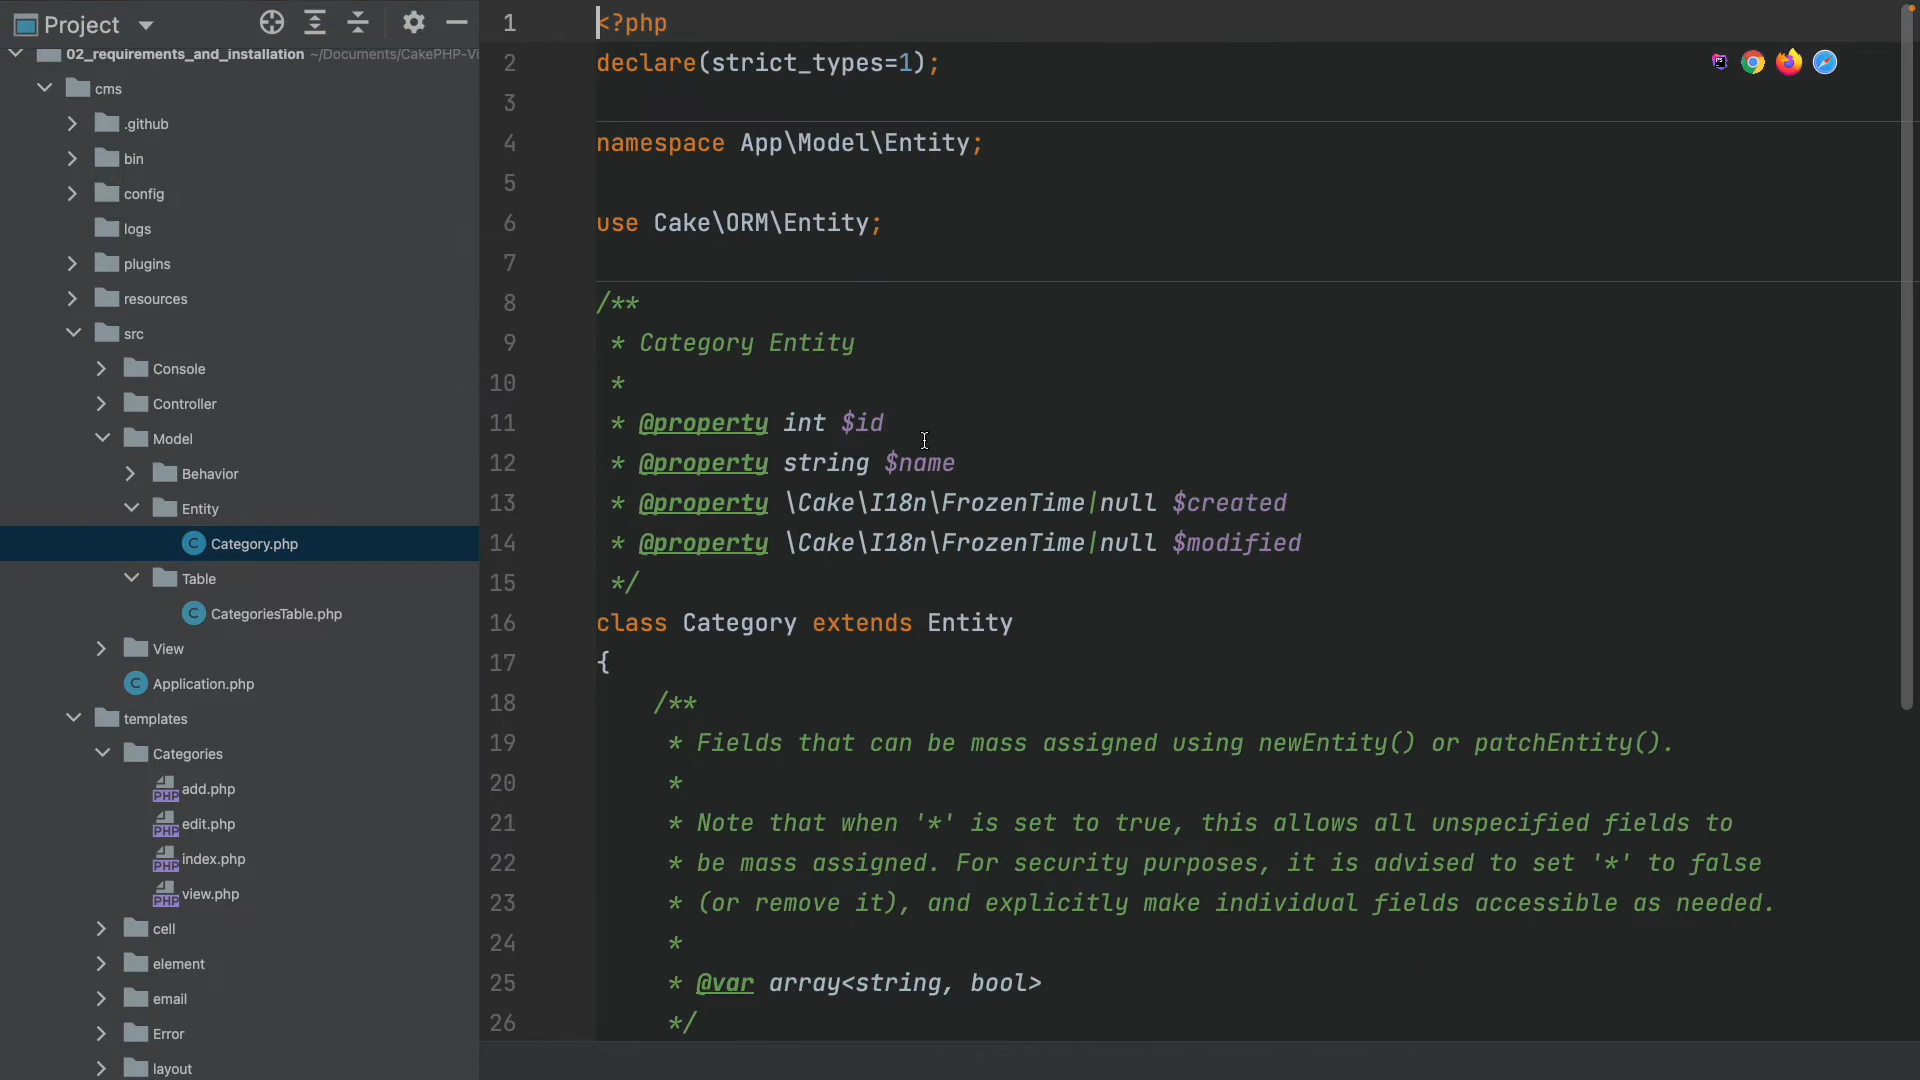 Project
02_requirements_and_installation ~/Documents/CakePHP-Vi
cms
.github
bin
config
logs
plugins
resources
src
Console
Controller
Model
Behavior
Entity
C Category.php
Table
C CategoriesTable.php
View
C Application.php
templates
Categories
PHP add.php
PHP edit.php
PHP index.php
PHP view.php
cell
element
email
Error
layout
1 <?php
2 declare(strict_types=1);
3
4 namespace App\Model\Entity;
5
6 use Cake\ORM\Entity;
7
8 /**
9 * Category Entity
10 *
11 * @property int $id
12 * @property string $name
13 * @property \Cake\I18n\FrozenTime|null $created
14 * @property \Cake\I18n\FrozenTime|null $modified
15 */
16 class Category extends Entity
17 {
18 /**
19 * Fields that can be mass assigned using newEntity() or patchEntity().
20 *
21 * Note that when '*' is set to true, this allows all unspecified fields to
22 * be mass assigned. For security purposes, it is advised to set '*' to false
23 * (or remove it), and explicitly make individual fields accessible as needed.
24 *
25 * @var array<string, bool>
26 */